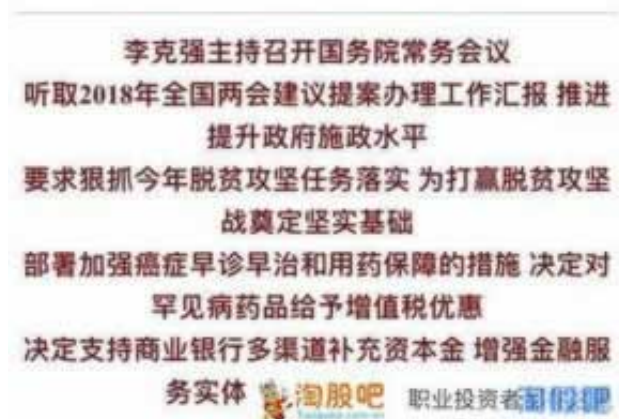 李克强主持召开国务院常务会议
听取2018年全国两会建议提案办理工作汇报 推进
提升政府施政水平
要求狠抓今年脱贫攻坚任务落实 为打赢脱贫攻坚
战奠定坚实基础
部署加强癌症早诊早治和用药保障的措施 决定对
罕见病药品给予增值税优惠
决定支持商业银行多渠道补充资本金 增强金融服
务实体 淘股吧 职业投资者